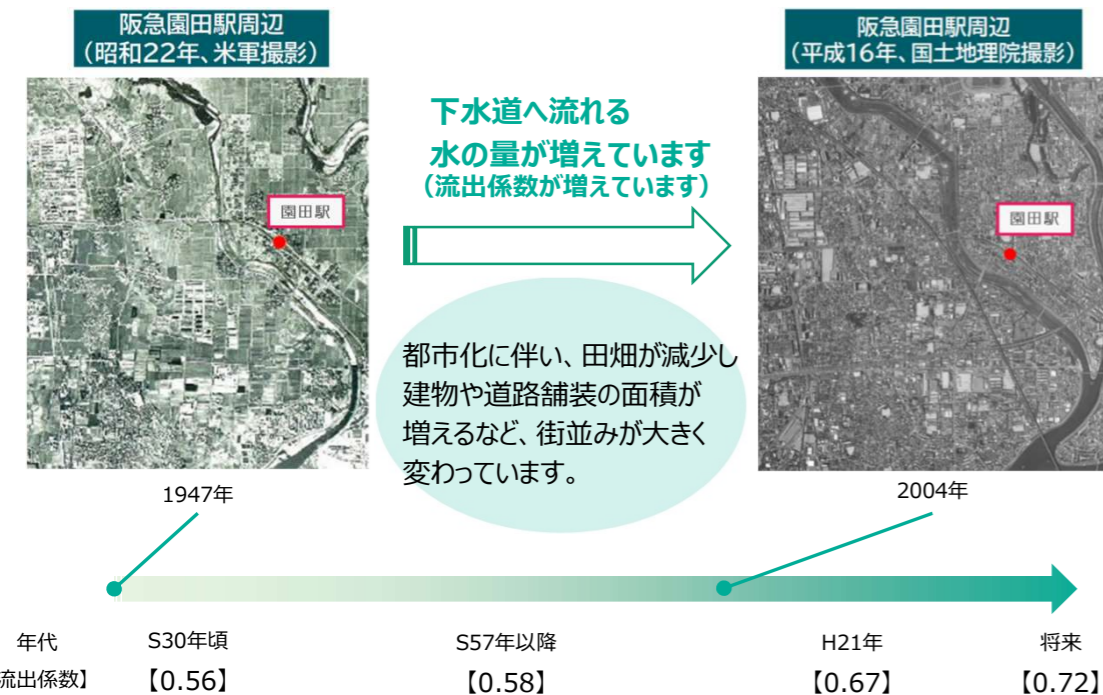 阪急園田駅周辺
（昭和22年、米軍撮影）
阪急園田駅周辺
（平成16年、国土地理院撮影）
下水道へ流れる
水の量が増えています
（流出係数が増えています）
園田駅
園田駅
都市化に伴い、田畑が減少し
建物や道路舗装の面積が
増えるなど、街並みが大きく
変わっています。
1947年
2004年
年代 S30年頃 S57年以降 H21年 将来
流出係数】 【0.56】 【0.58】 【0.67】 【0.72】